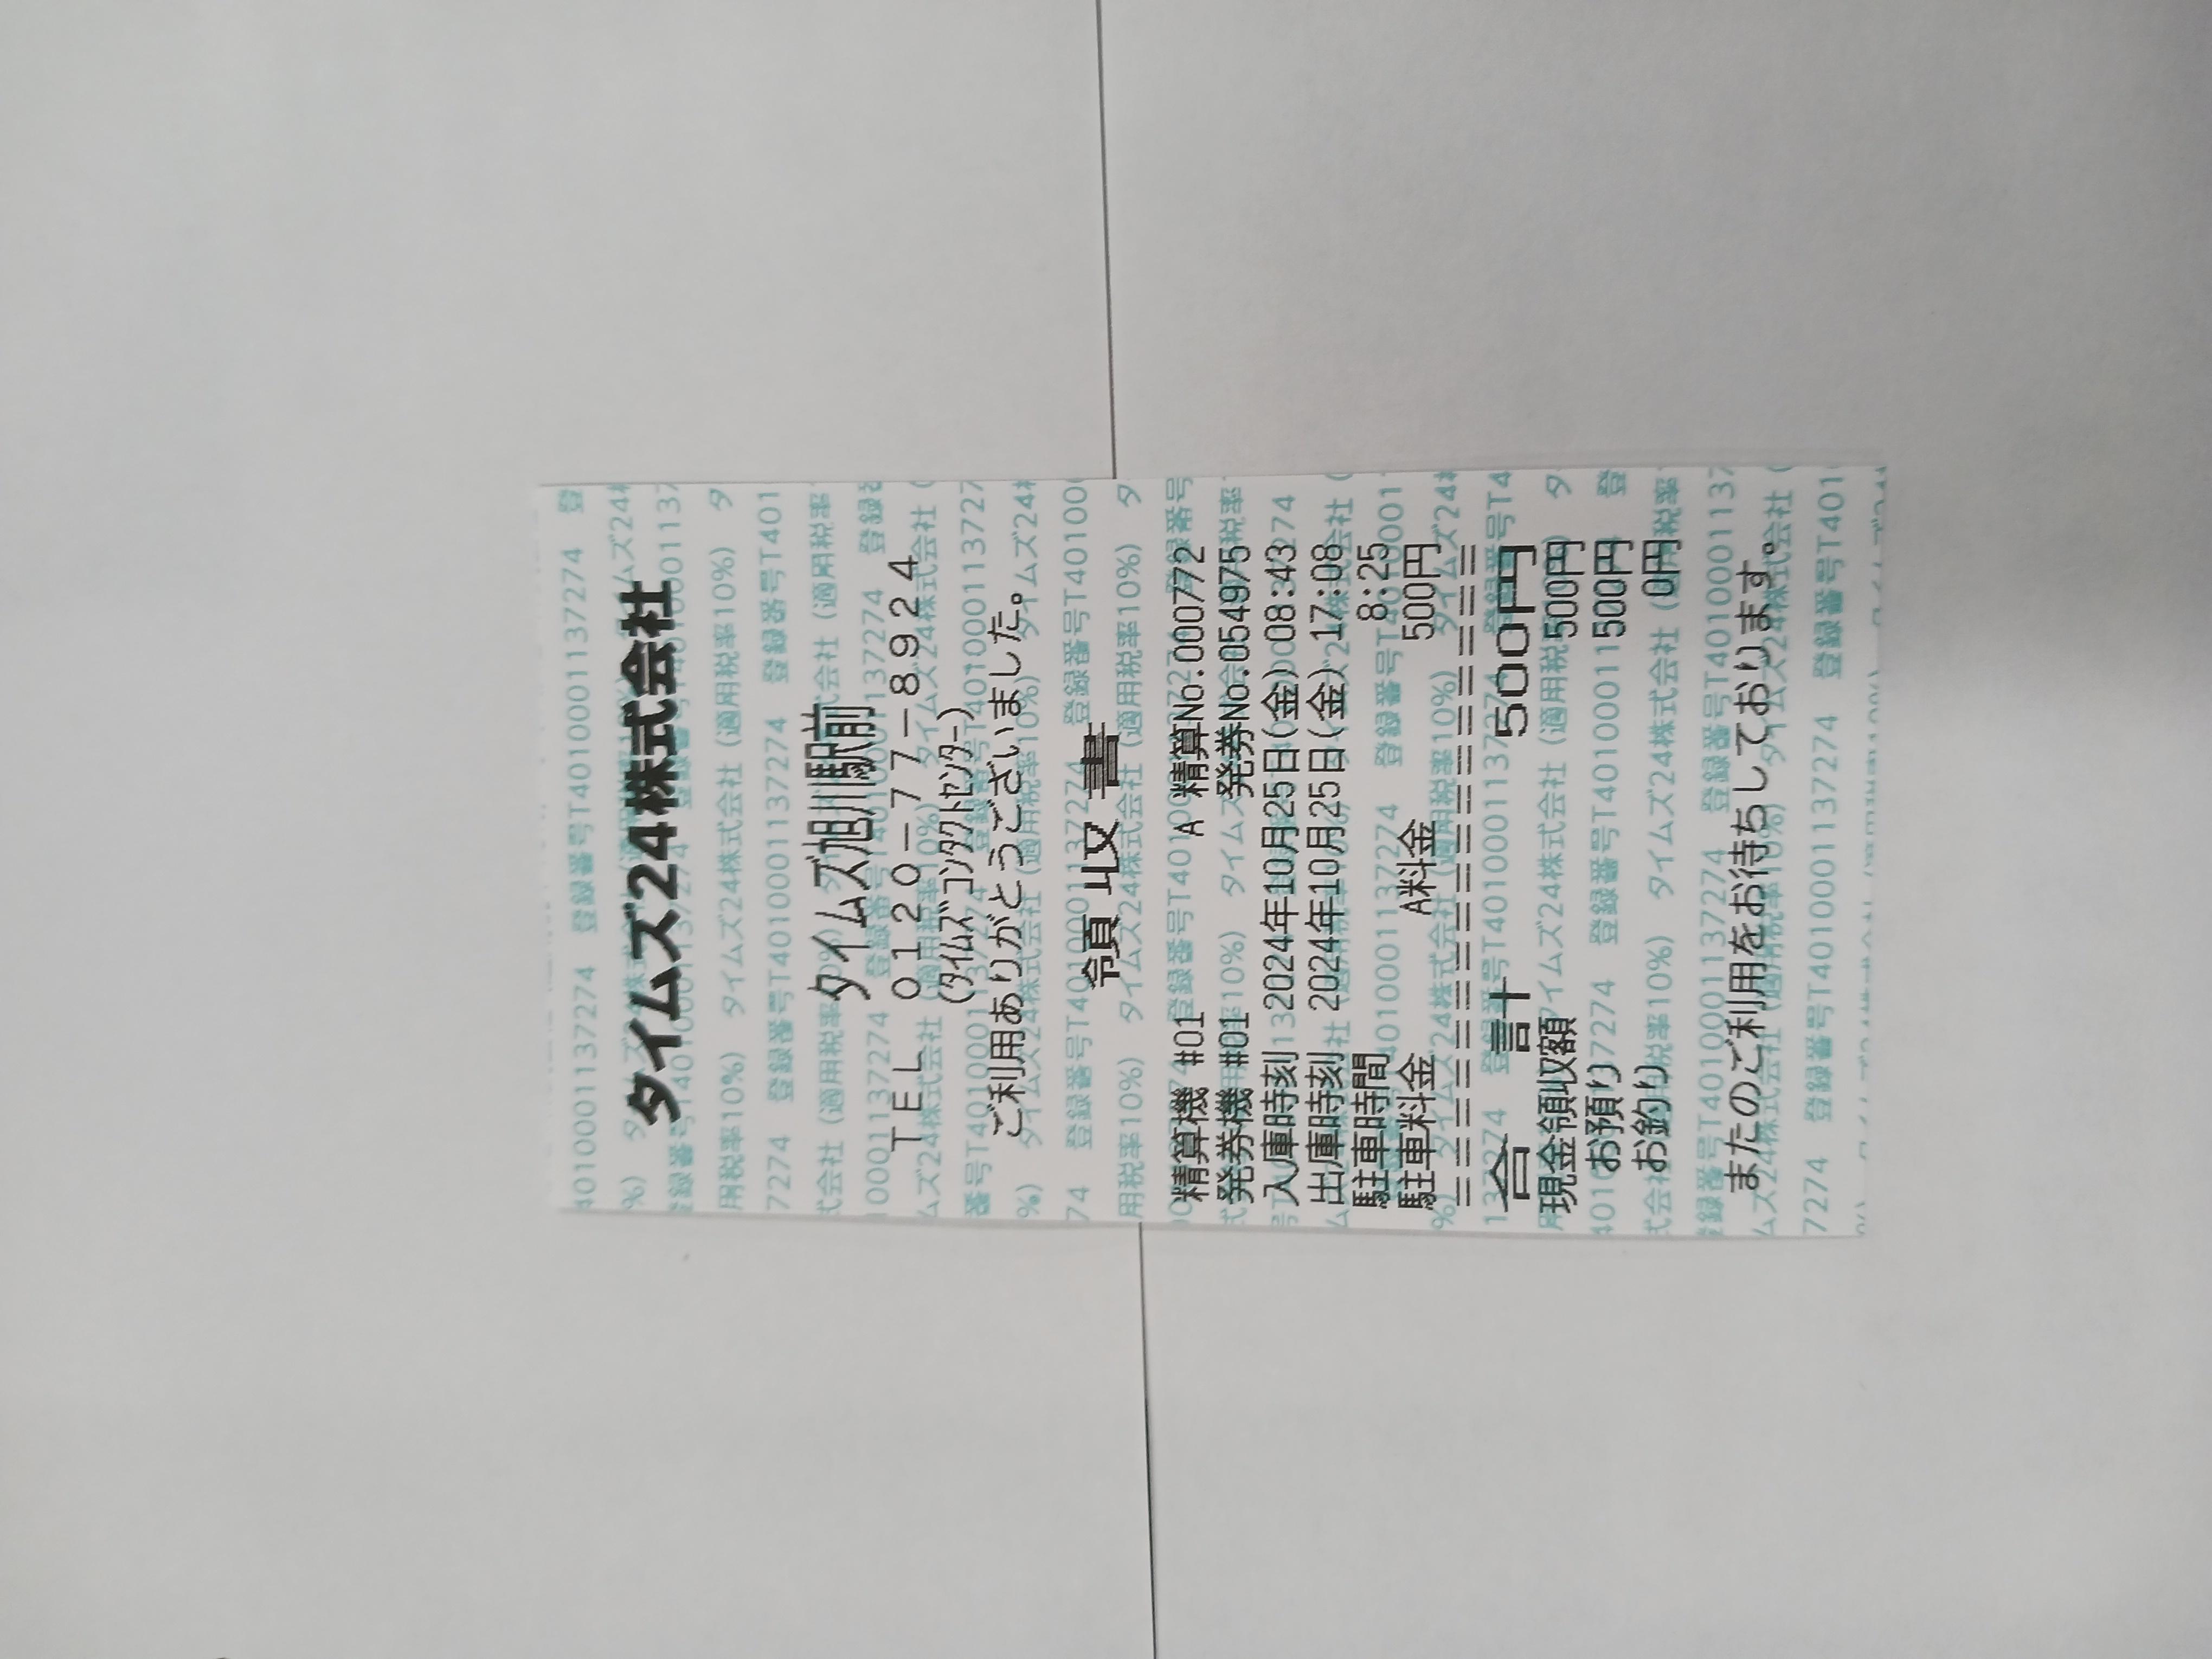 タイムズ24株式会社
タイムズ旭川駅前
TEL 0120-77-8924
(タイムズコンタクトセンター)
ご利用ありがとうございました。
領収書
精算機 #01 A 精算No.000772
発券機 #01 発券No.054975
入庫時刻 2024年10月25日(金)08:43
出庫時刻 2024年10月25日(金)17:08
駐車時間 8:25
駐車料金 A料金 500円
合 計 500円
現金領収額 500円
お預り 500円
お釣り 0円
またのご利用をお待ちしております。
タイムズ24株式会社 (適用税率10%) 登録番号T4010001137274